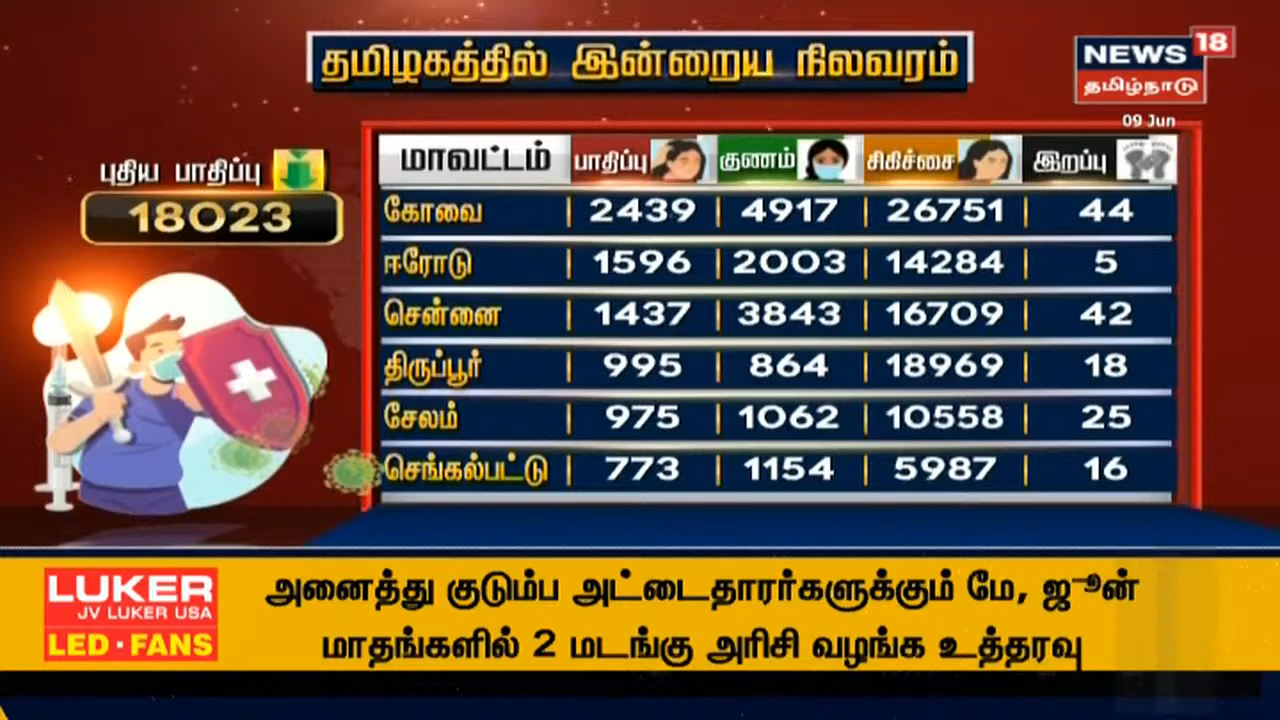 தமிழகத்தில் இன்றைய நிலவரம்
NEWS 18
தமிழ்நாடு
09 Jun
புதிய பாதிப்பு
18023
மாவட்டம் பாதிப்பு குணம் சிகிச்சை இறப்பு
கோவை 2439 4917 26751 44
ஈரோடு 1596 2003 14284 5
சென்னை 1437 3843 16709 42
திருப்பூர் 995 864 18969 18
சேலம் 975 1062 10558 25
செங்கல்பட்டு 773 1154 5987 16
LUKER
JV LUKER USA
LED·FANS
அனைத்து குடும்ப அட்டைதாரர்களுக்கும் மே, ஜூன்
மாதங்களில் 2 மடங்கு அரிசி வழங்க உத்தரவு